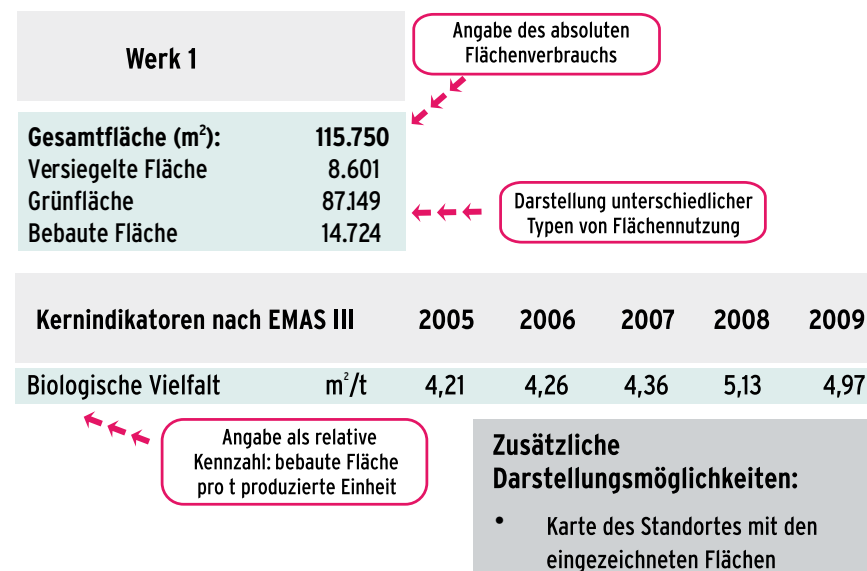 Werk 1
Angabe des absoluten
Flächenverbrauchs
Gesamtfläche (m²): 115.750
Versiegelte Fläche 8.601
Grünfläche 87.149
Bebaute Fläche 14.724
Darstellung unterschiedlicher
Typen von Flächennutzung
Kernindikatoren nach EMAS III 2005 2006 2007 2008 2009
Biologische Vielfalt m²/t 4,21 4,26 4,36 5,13 4,97
Angabe als relative
Kennzahl: bebaute Fläche
pro t produzierte Einheit
Zusätzliche
Darstellungsmöglichkeiten:
• Karte des Standortes mit den
eingezeichneten Flächen